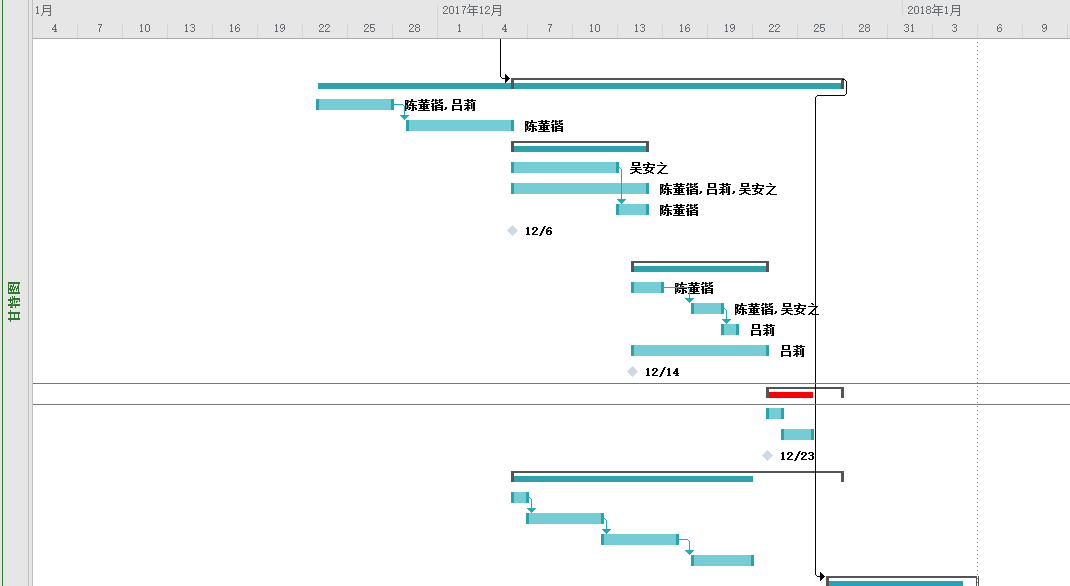 1月 2017年12月 2018年1月
4 7 10 13 16 19 22 25 28 1 4 7 10 13 16 19 22 25 28 31 3 6 9
陈董锴, 吕莉
陈董锴
吴安之
陈董锴, 吕莉, 吴安之
陈董锴
12/6
陈董锴
甘特图
陈董锴, 吴安之
吕莉
吕莉
12/14
12/23